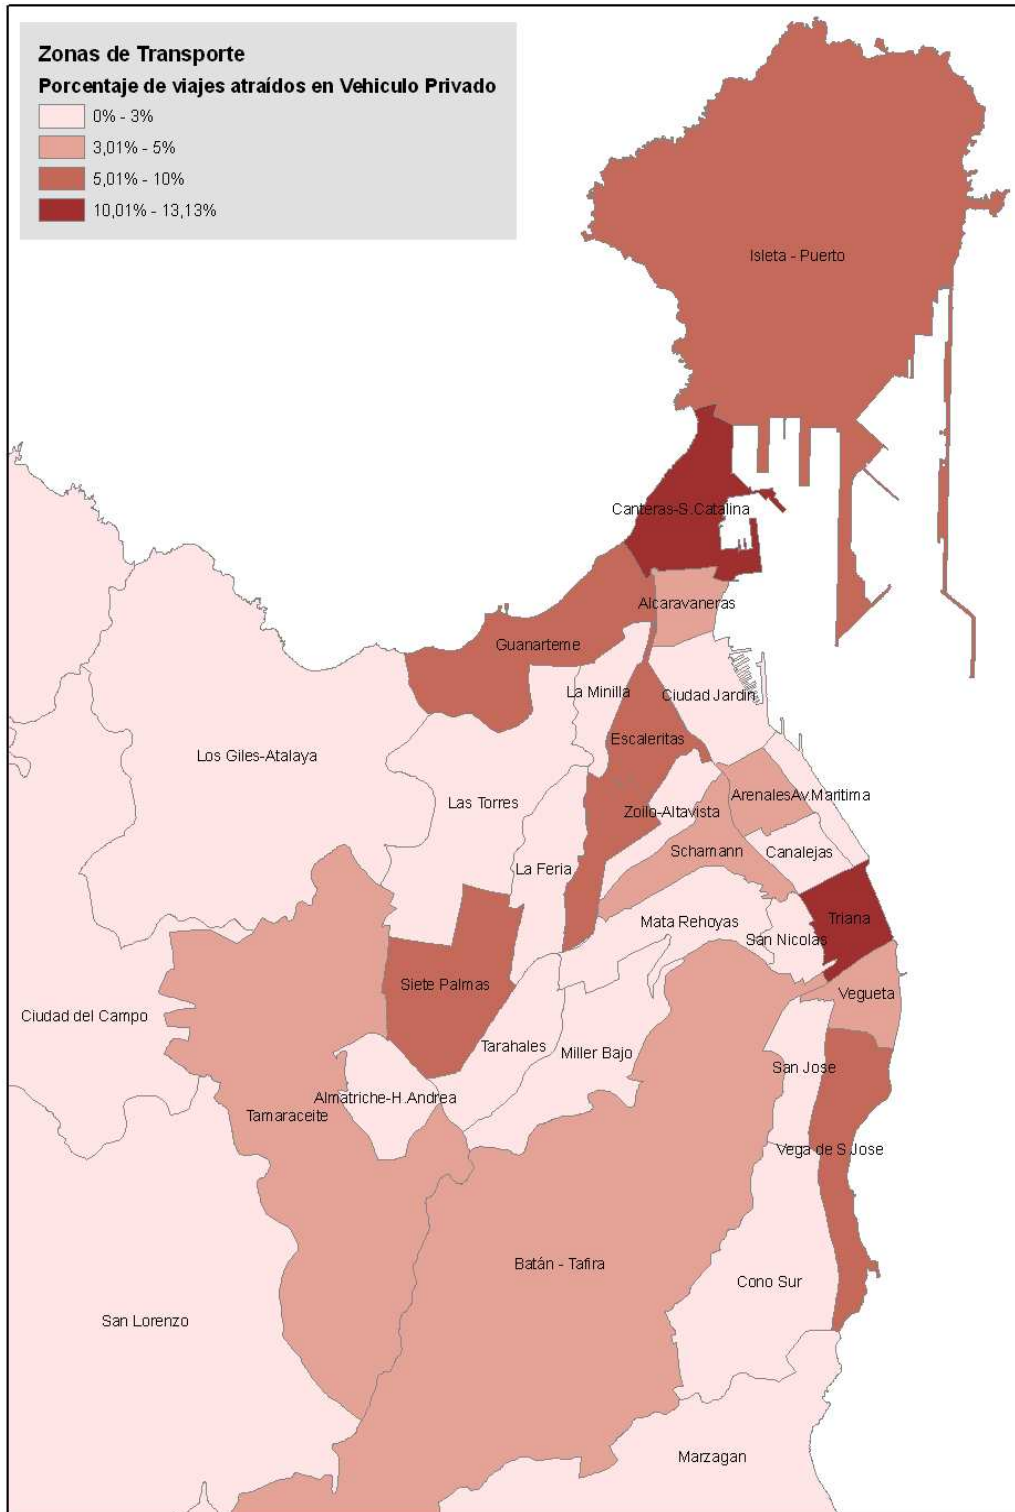 Zonas de Transporte
Porcentaje de viajes atraídos en Vehiculo Privado
0% - 3%
3,01% - 5%
5,01% - 10%
10,01% - 13,13%
Isleta - Puerto
Canteras-S.Catalina
Alcaravaneras
Guanarteme
La Minilla
Ciudad Jardin
Escaleritas
Los Giles-Atalaya
Las Torres
Zoilo-Altavista
Arenales
Av.Maritima
Schamann
Canalejas
La Feria
Mata Rehoyas
San Nicolas
Triana
Siete Palmas
Vegueta
Ciudad del Campo
Tarahales
Miller Bajo
San Jose
Almatriche-H.Andrea
Tamaraceite
Vega de S.Jose
Batán - Tafira
Cono Sur
San Lorenzo
Marzagan